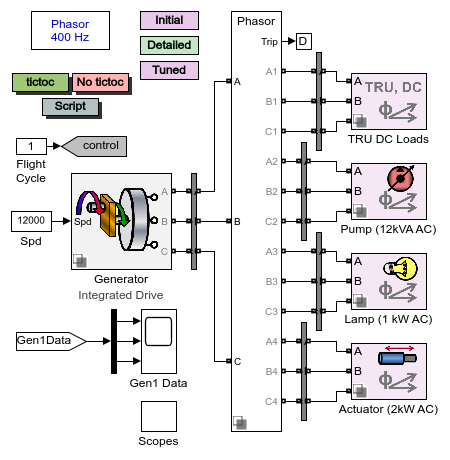 Phasor
400 Hz
Initial
Detailed
Tuned
tictoc
No tictoc
Script
1
control
Flight
Cycle
12000
Spd
Spd
A
B
C
Generator
Integrated Drive
Gen1Data
Gen1 Data
Scopes
Phasor
Trip
D
A
B
C
A1
B1
C1
A2
B2
C2
A3
B3
C3
A4
B4
C4
A
B
C
TRU, DC
Φ
TRU DC Loads
A
B
C
Φ
Pump (12kVA AC)
A
B
C
Φ
Lamp (1 kW AC)
A
B
C
Φ
Actuator (2kW AC)